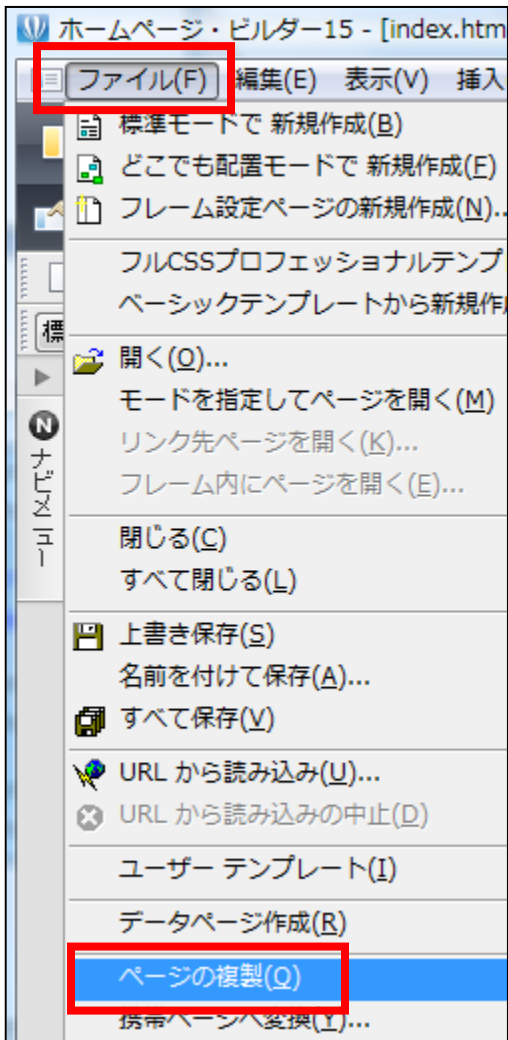 ホームページ・ビルダー15 - [index.htm
ファイル(F) 編集(E) 表示(V) 挿入
標準モードで 新規作成(B)
どこでも配置モードで 新規作成(F)
フレーム設定ページの新規作成(N)..
フルCSSプロフェッショナルテンプ
ベーシックテンプレートから新規作
標
開く(O)...
モードを指定してページを開く(M)
リンク先ページを開く(K)...
フレーム内にページを開く(E)...
N ナビメニュー
閉じる(C)
すべて閉じる(L)
上書き保存(S)
名前を付けて保存(A)...
すべて保存(V)
URL から読み込み(U)...
URL から読み込みの中止(D)
ユーザー テンプレート(I)
データページ作成(R)
ページの複製(Q)
携帯ページへ変換(Y)...